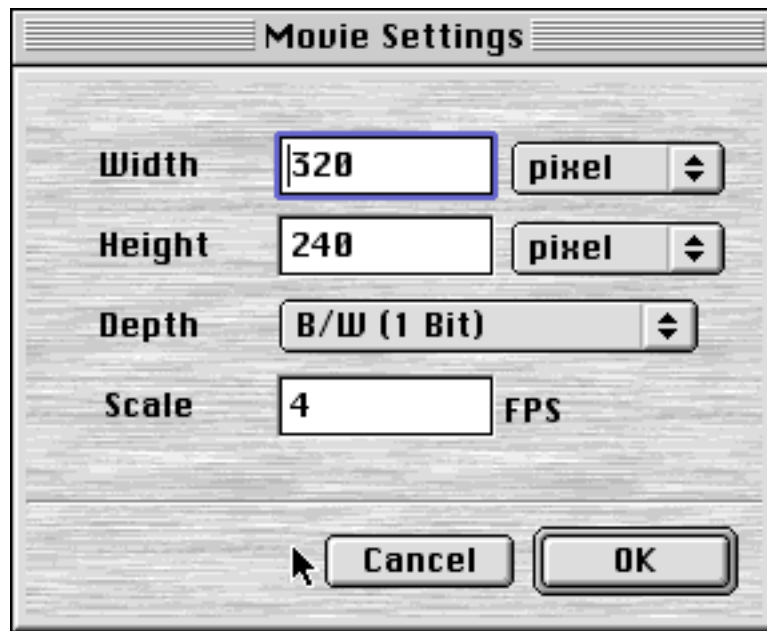 Movie Settings
Width 320 pixel
Height 240 pixel
Depth B/W (1 Bit)
Scale 4 FPS
Cancel OK